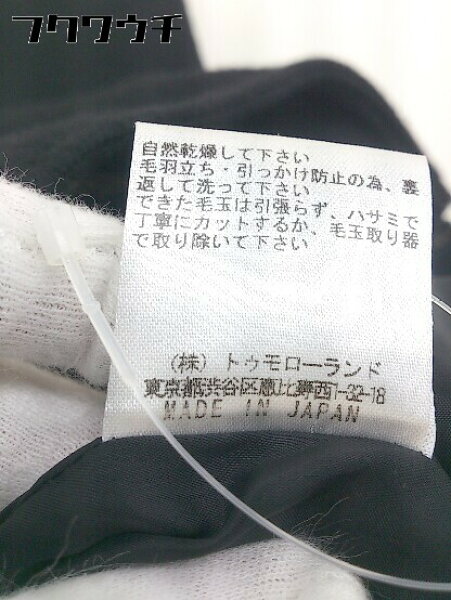 フクワウチ
自然乾燥して下さい
毛羽立ち・引っかけ防止の為、裏
返して洗って下さい
できた毛玉は引張らず、ハサミで
丁寧にカットするか、毛玉取り器
で取り除いて下さい
(株) トゥモローランド
東京都渋谷区恵比寿西1-32-18
MADE IN JAPAN